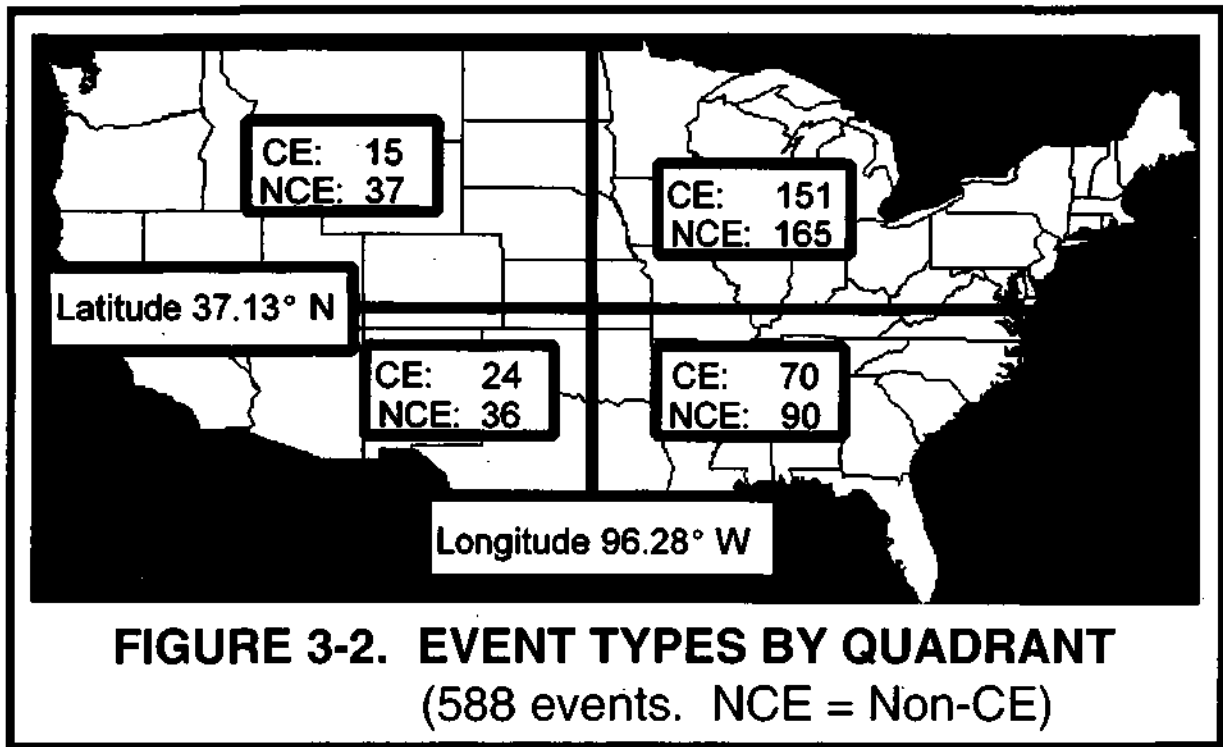 CE: 15
NCE: 37
CE: 151
NCE: 165
Latitude 37.13° N
CE: 24
NCE: 36
CE: 70
NCE: 90
Longitude 96.28° W
FIGURE 3-2. EVENT TYPES BY QUADRANT
(588 events. NCE = Non-CE)